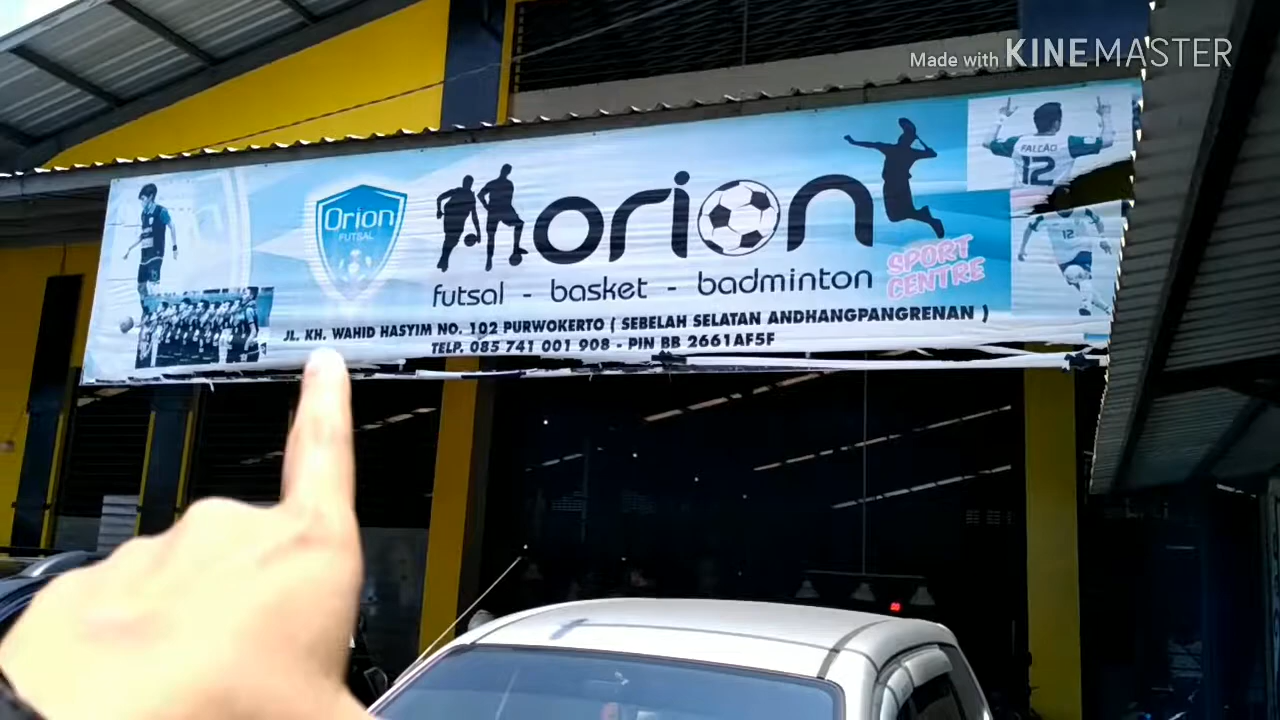 Made with KINEMASTER
FALCAO
12
Orion
FUTSAL
orion
12
futsal - basket - badminton
SPORT
CENTRE
JL. KH. WAHID HASYIM NO. 102 PURWOKERTO ( SEBELAH SELATAN ANDHANGPANGRENAN )
TELP. 085 741 001 908 - PIN BB 2661AF5F